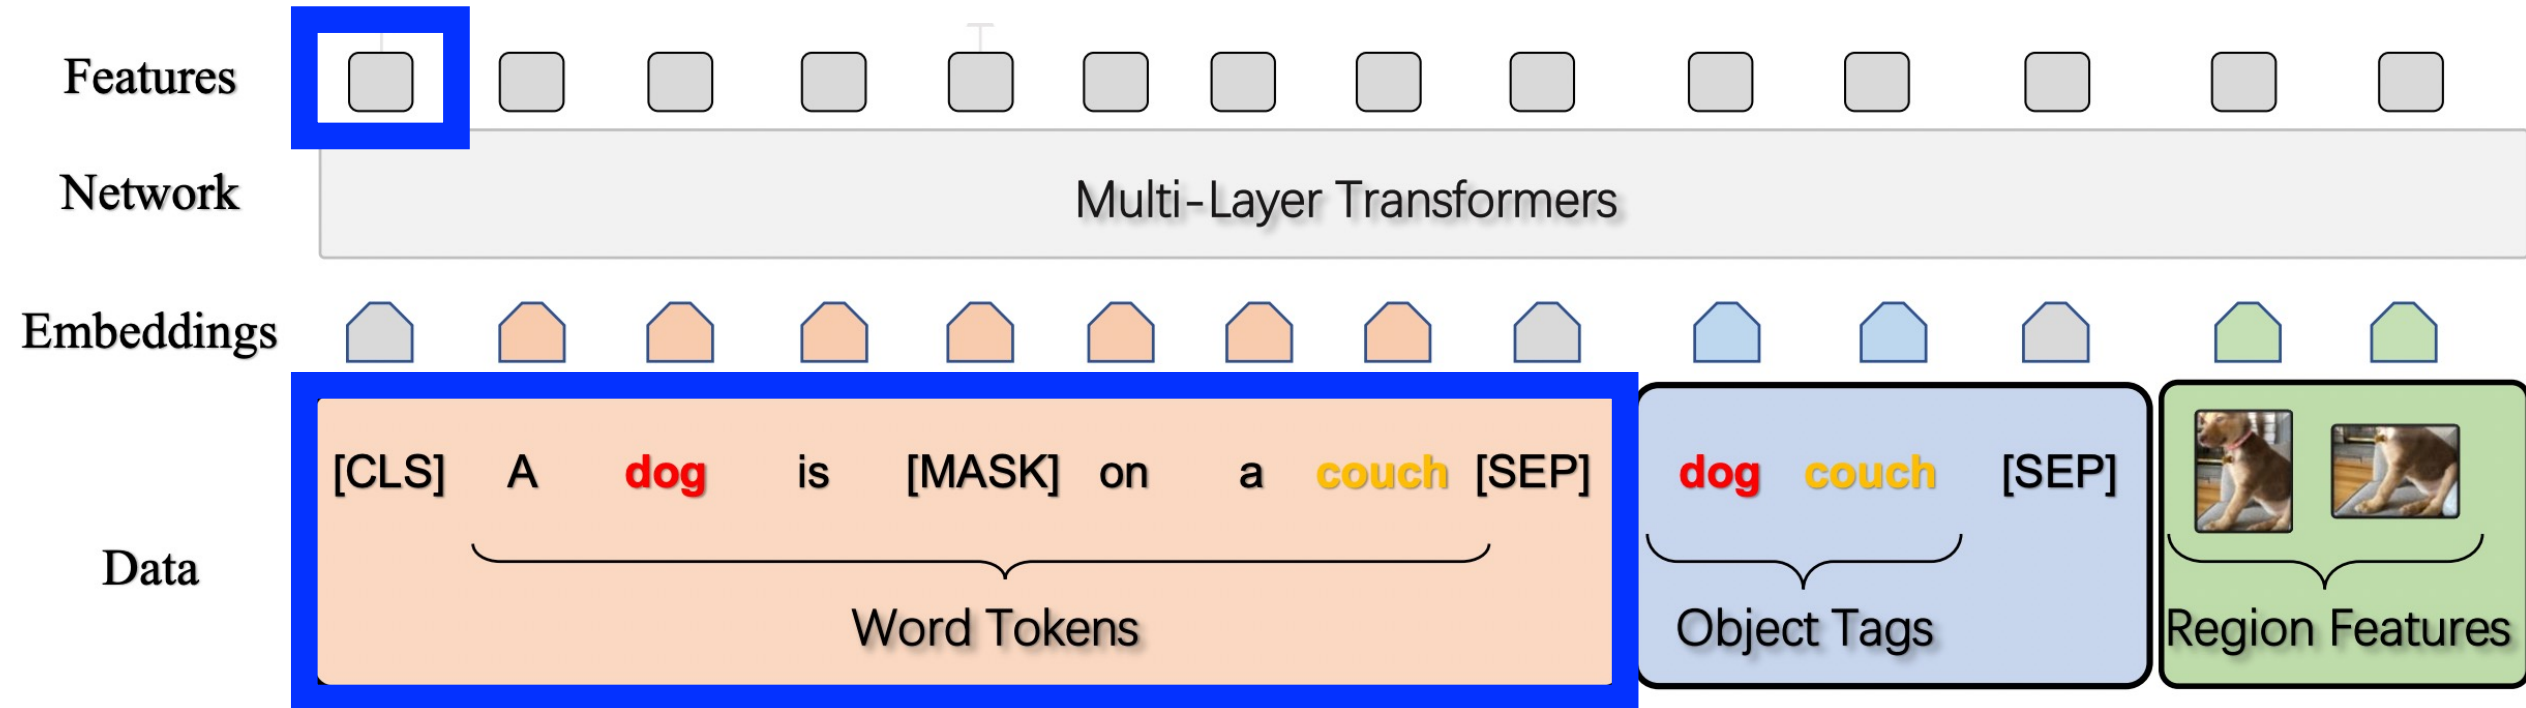 Features
Network
Multi-Layer Transformers
Embeddings
Data
[CLS] A dog is [MASK] on a couch [SEP] dog couch [SEP]
Word Tokens Object Tags Region Features